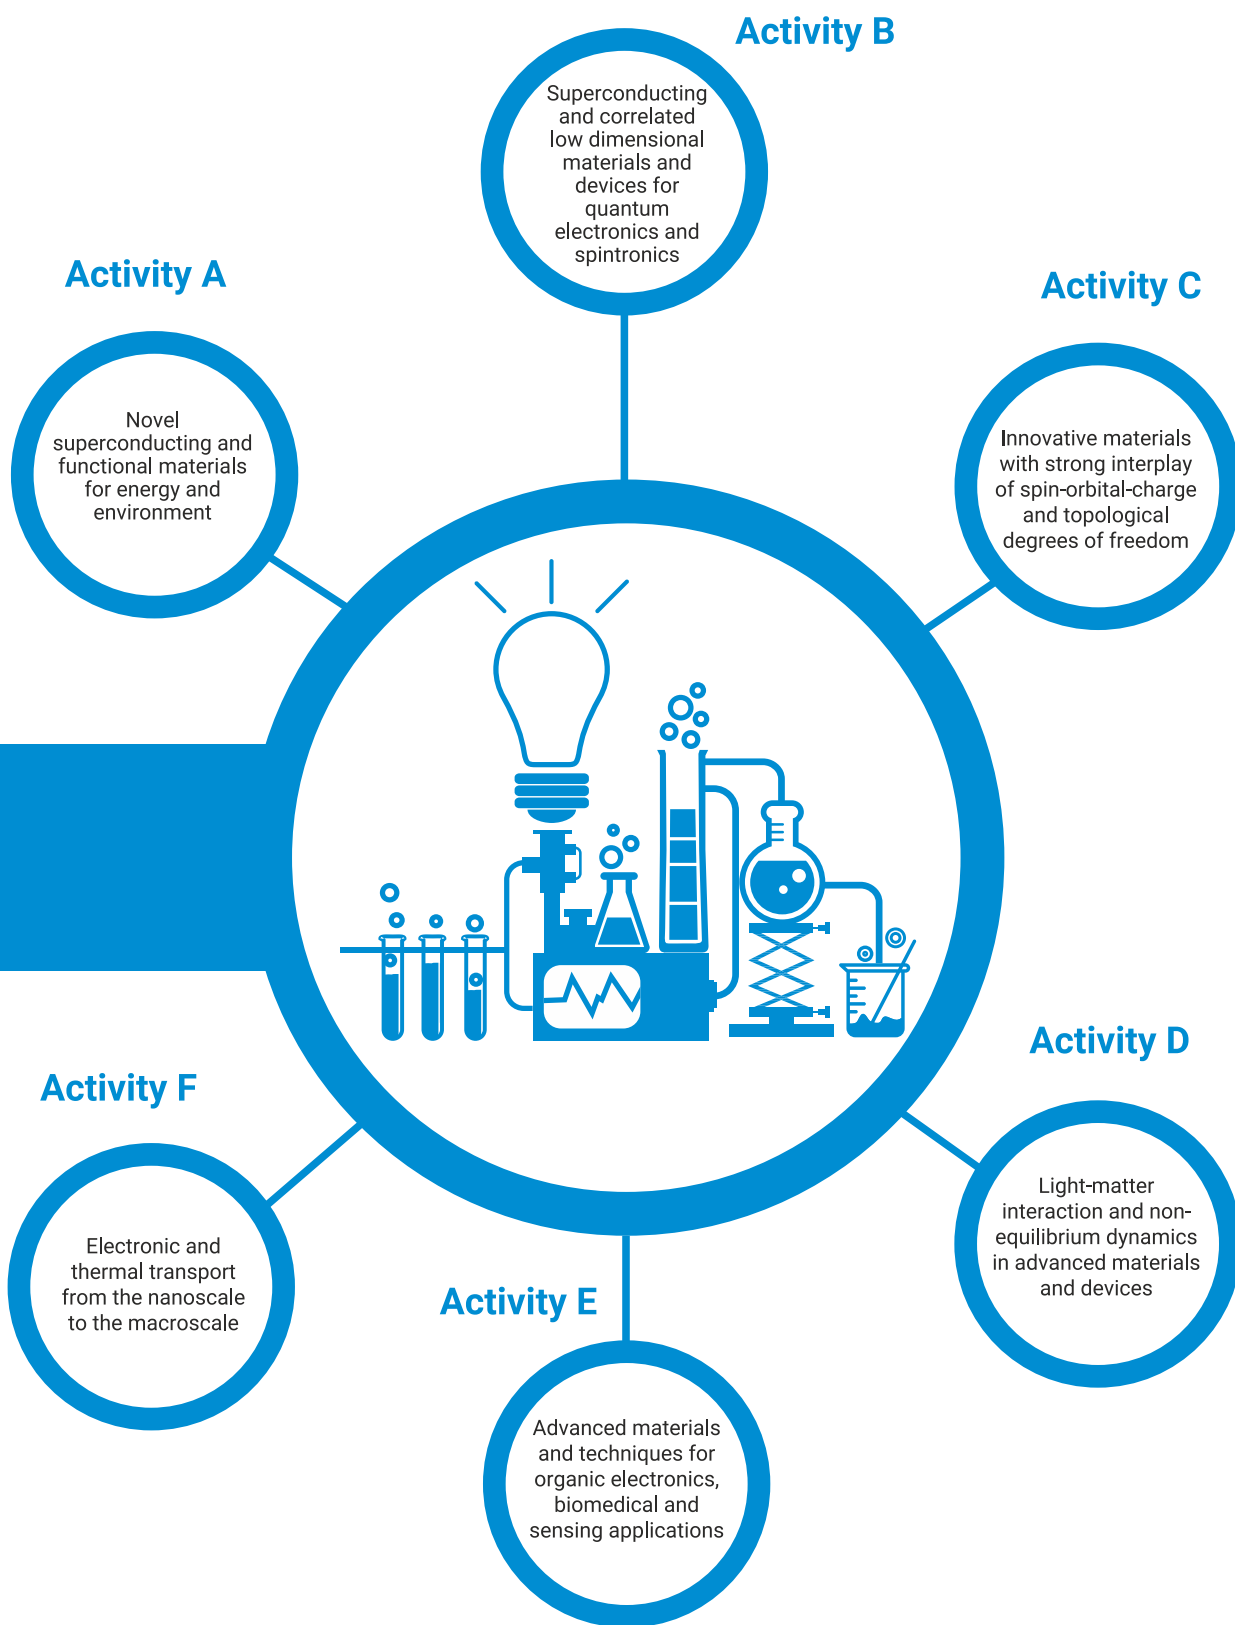 Activity A
Novel
superconducting and
functional materials
for energy and
environment
Activity B
Superconducting
and correlated
low dimensional
materials and
devices for
quantum
electronics and
spintronics
Activity C
Innovative materials
with strong interplay
of spin-orbital-charge
and topological
degrees of freedom
Activity D
Light-matter
interaction and non-
equilibrium dynamics
in advanced materials
and devices
Activity E
Advanced materials
and techniques for
organic electronics,
biomedical and
sensing applications
Activity F
Electronic and
thermal transport
from the nanoscale
to the macroscale